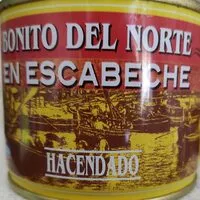 BONITO DEL NORTE
EN ESCABECHE
HACENDADO